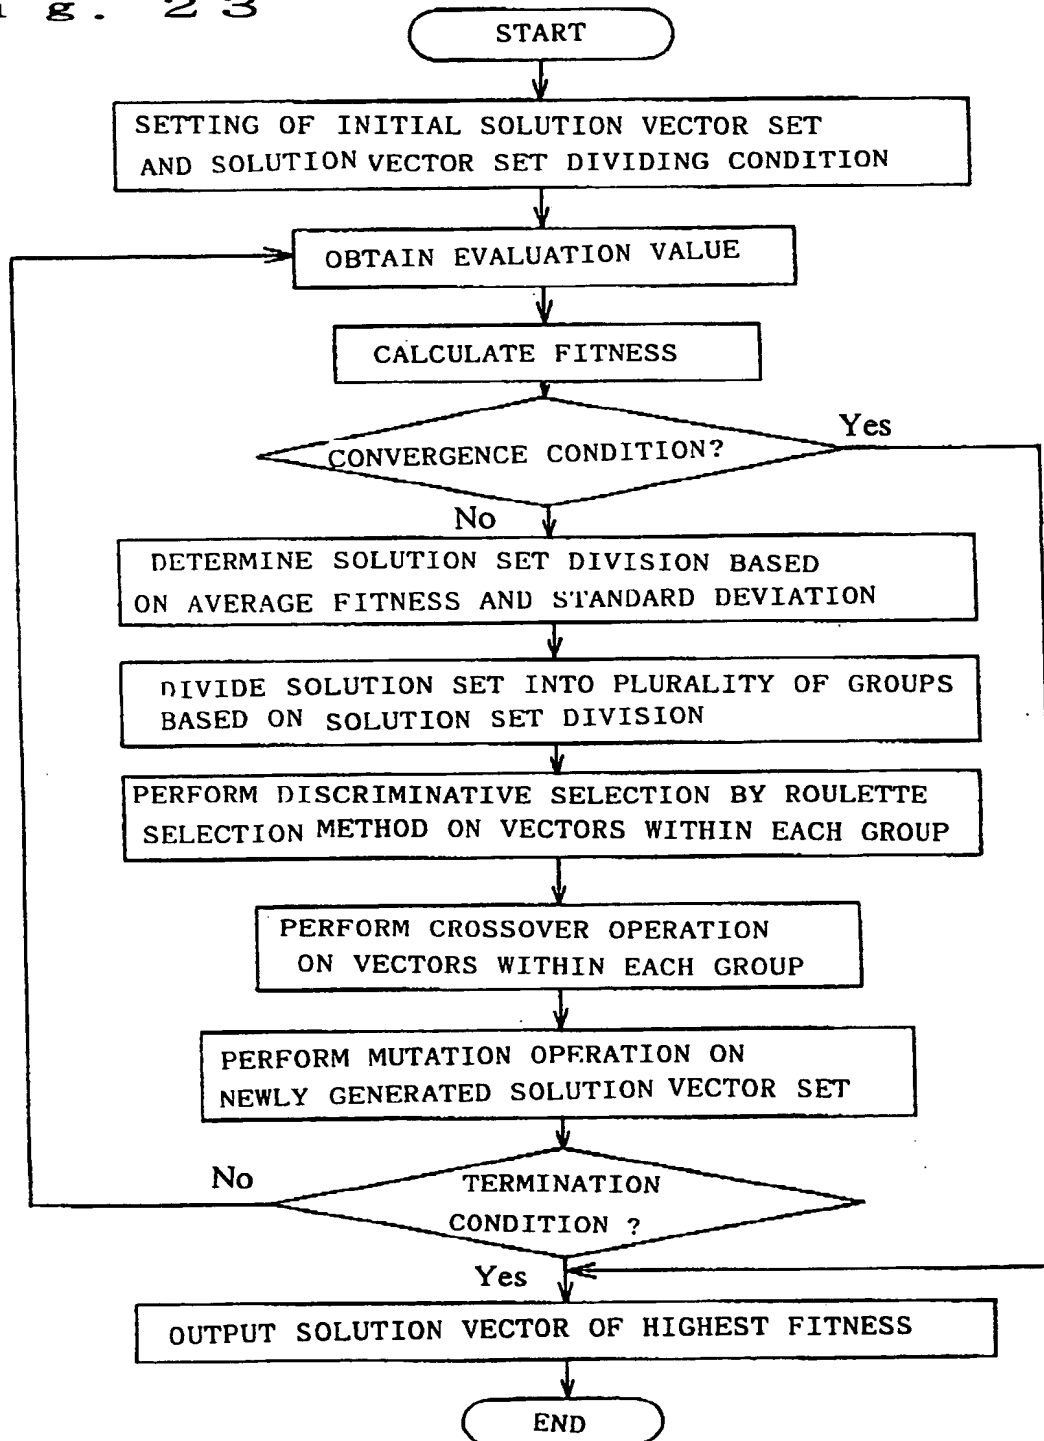 ig. 23
START
SETTING OF INITIAL SOLUTION VECTOR SET
AND SOLUTION VECTOR SET DIVIDING CONDITION
OBTAIN EVALUATION VALUE
CALCULATE FITNESS
CONVERGENCE CONDITION?
Yes
No
DETERMINE SOLUTION SET DIVISION BASED
ON AVERAGE FITNESS AND STANDARD DEVIATION
DIVIDE SOLUTION SET INTO PLURALITY OF GROUPS
BASED ON SOLUTION SET DIVISION
PERFORM DISCRIMINATIVE SELECTION BY ROULETTE
SELECTION METHOD ON VECTORS WITHIN EACH GROUP
PERFORM CROSSOVER OPERATION
ON VECTORS WITHIN EACH GROUP
PERFORM MUTATION OPERATION ON
NEWLY GENERATED SOLUTION VECTOR SET
No
TERMINATION
CONDITION ?
Yes
OUTPUT SOLUTION VECTOR OF HIGHEST FITNESS
END